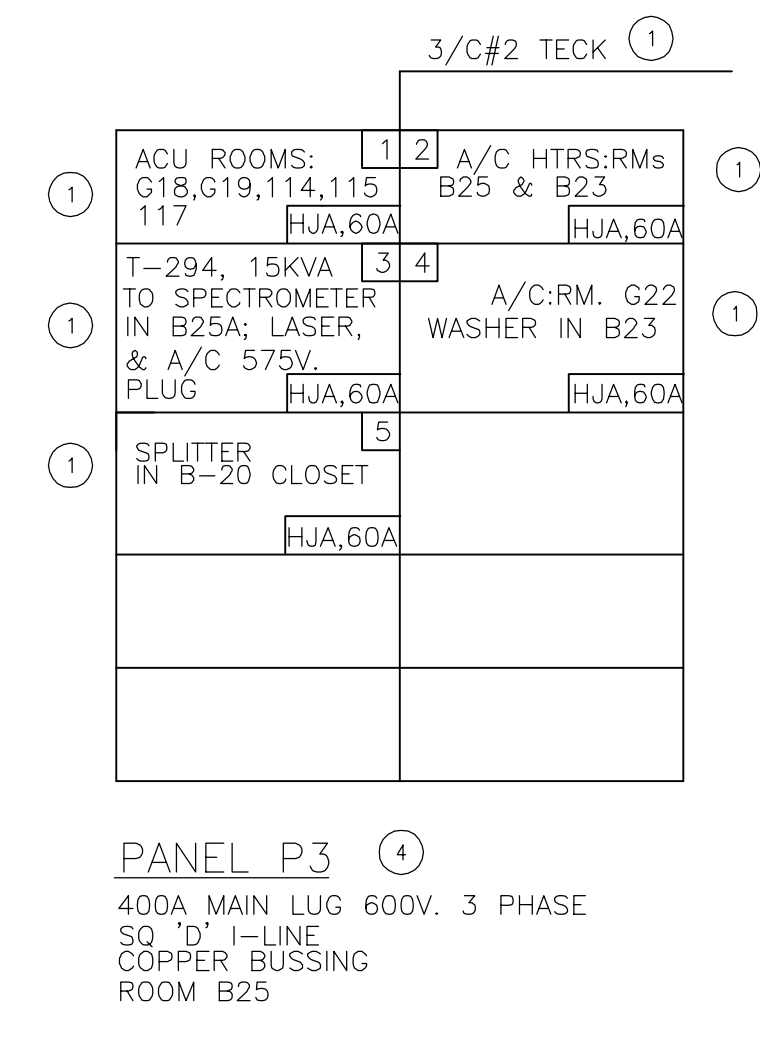 3/C#2 TECK 1
1
ACU ROOMS:
G18,G19,114,115
117
HJA,60A
1
2
A/C HTRS:RMs
B25 & B23
HJA,60A
1
1
T-294, 15KVA
TO SPECTROMETER
IN B25A; LASER,
& A/C 575V.
PLUG
HJA,60A
3
4
A/C:RM. G22
WASHER IN B23
HJA,60A
1
1
SPLITTER
IN B-20 CLOSET
5
HJA,60A
PANEL P3 4
400A MAIN LUG 600V. 3 PHASE
SQ 'D' I-LINE
COPPER BUSSING
ROOM B25